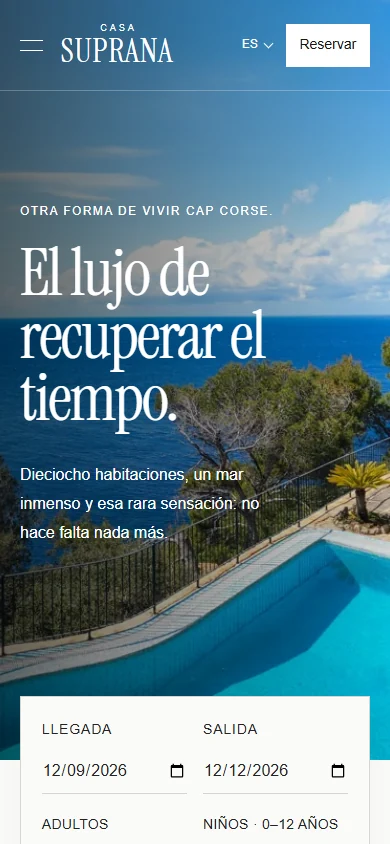 CASA
SUPRANA
ES
Reservar
OTRA FORMA DE VIVIR CAP CORSE.
El lujo de
recuperar el
tiempo.
Dieciocho habitaciones, un mar
inmenso y esa rara sensación: no
hace falta nada más.
LLEGADA
SALIDA
12/09/2026
12/12/2026
ADULTOS
NIÑOS · 0–12 AÑOS